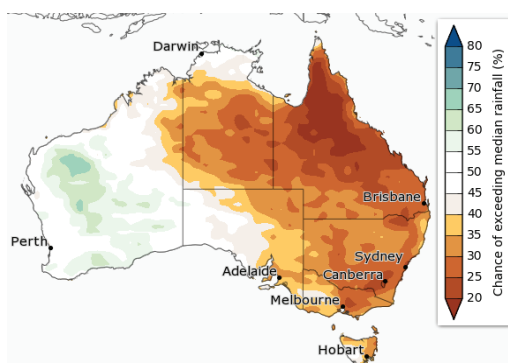 Darwin
Brisbane
Perth
Sydney
Adelaide
Canberra
Melbourne
Hobart
80
75
70
65
60
55
50
45
40
35
30
25
20
Chance of exceeding median rainfall (%)